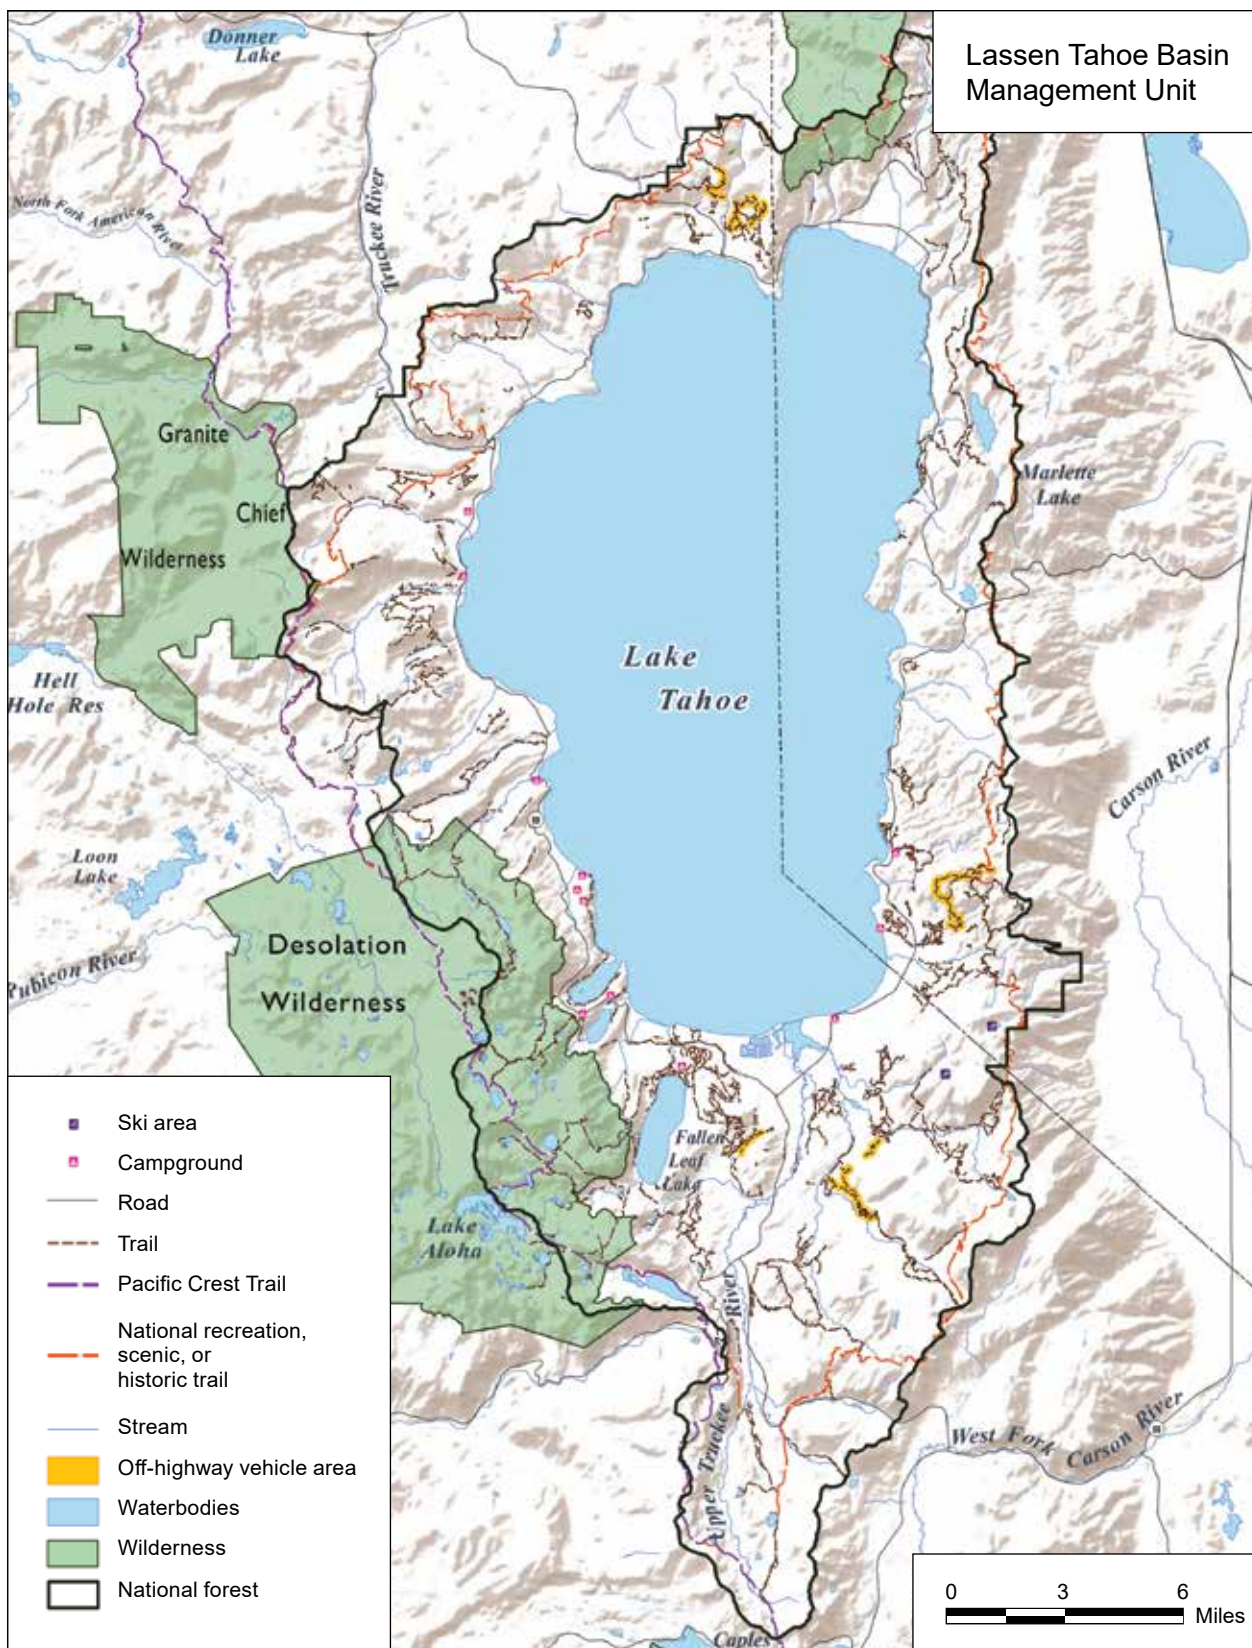 Lassen Tahoe Basin
Management Unit
Donner
Lake
Truckee River
North Fork American River
Granite
Chief
Wilderness
Marlette
Lake
Lake
Tahoe
Hell
Hole Res
Carson River
Loon
Lake
Rubicon River
Desolation
Wilderness
Fallen
Leaf
Lake
Lake
Aloha
Upper Truckee River
West Fork Carson River
Caples
Ski area
Campground
Road
Trail
Pacific Crest Trail
National recreation,
scenic, or
historic trail
Stream
Off-highway vehicle area
Waterbodies
Wilderness
National forest
0 3 6
Miles